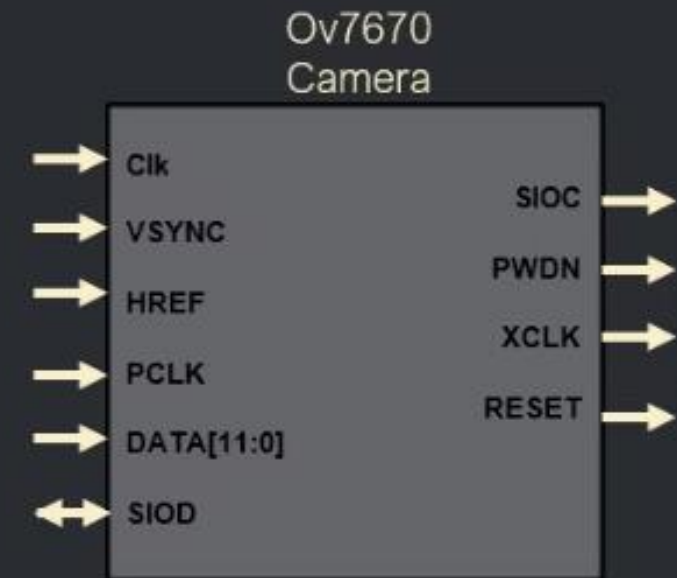 Ov7670
Camera
Clk
VSYNC
HREF
PCLK
DATA[11:0]
SIOD
SIOC
PWDN
XCLK
RESET